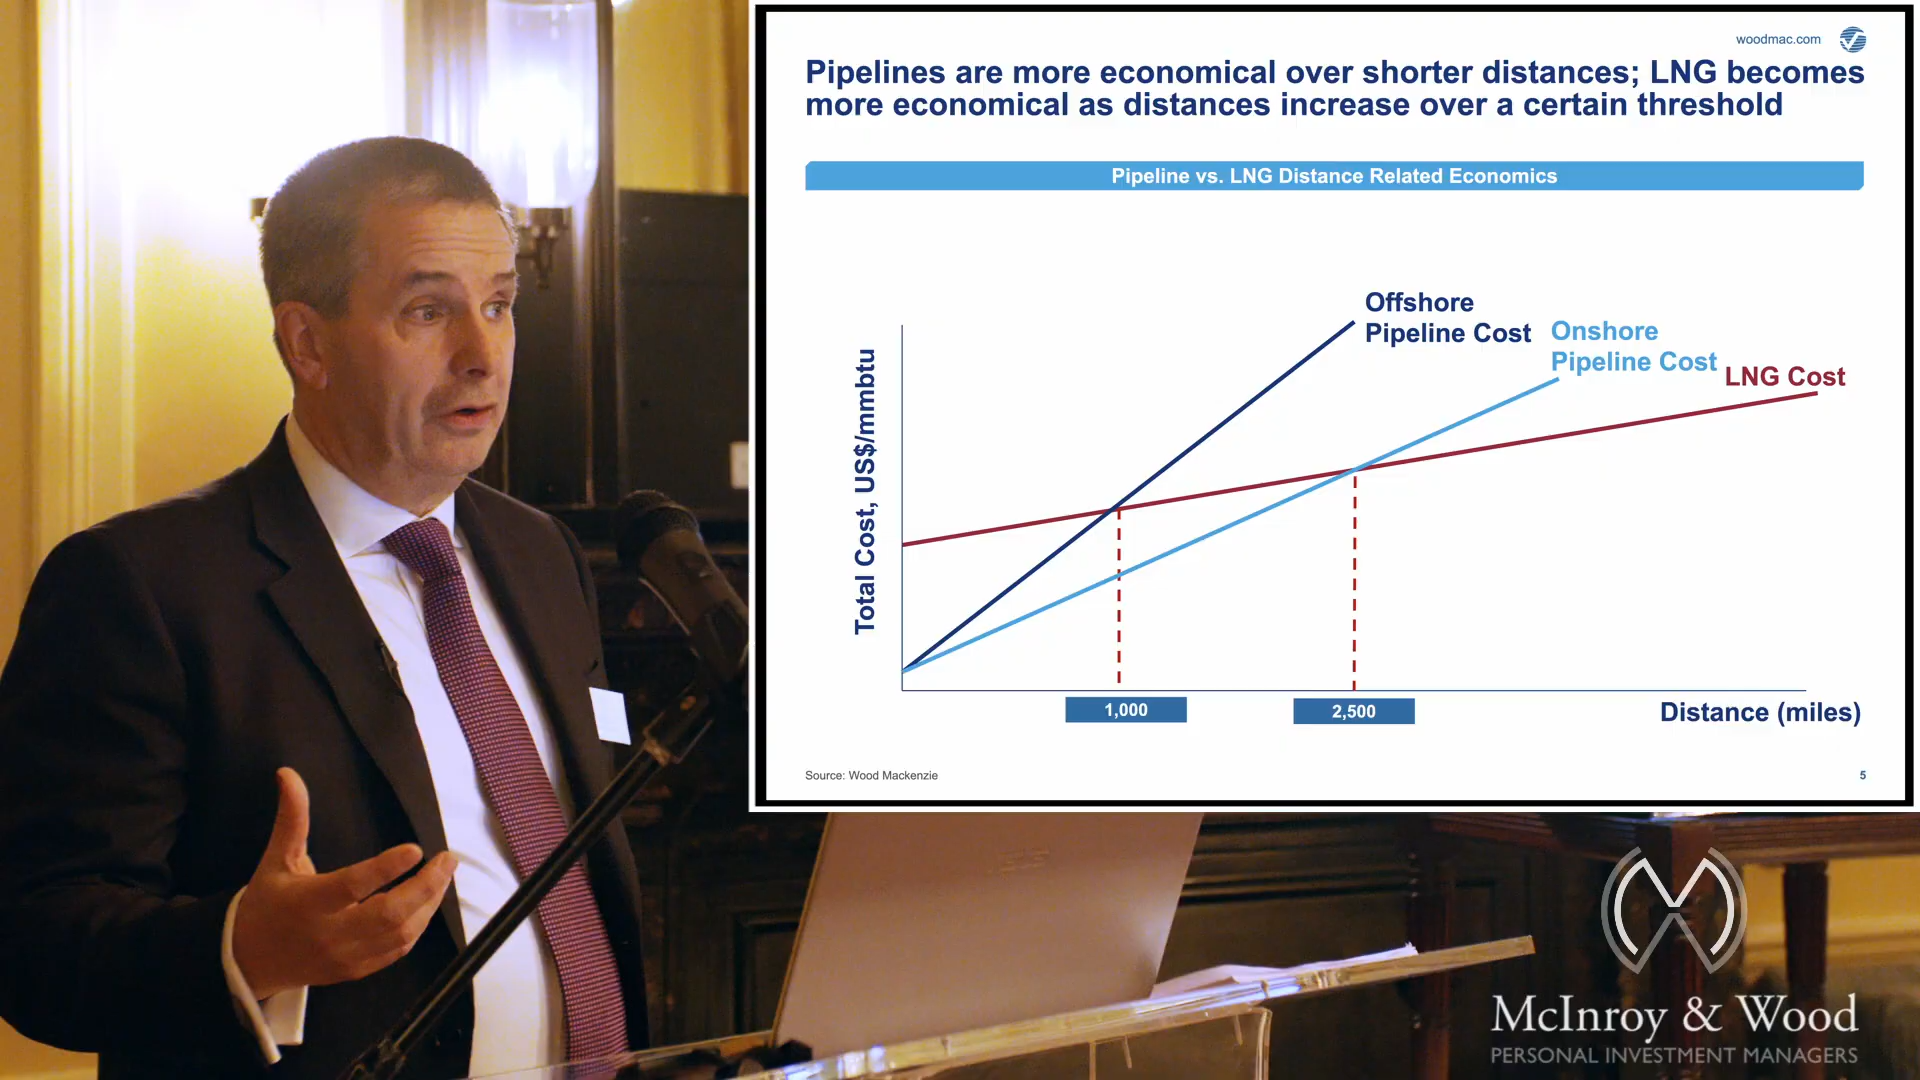 woodmac.com
Pipelines are more economical over shorter distances; LNG becomes
more economical as distances increase over a certain threshold
Pipeline vs. LNG Distance Related Economics
Offshore
Pipeline Cost
Onshore
Pipeline Cost
LNG Cost
Total Cost, US$/mmbtu
1,000
2,500
Distance (miles)
Source: Wood Mackenzie
5
McInroy & Wood
PERSONAL INVESTMENT MANAGERS